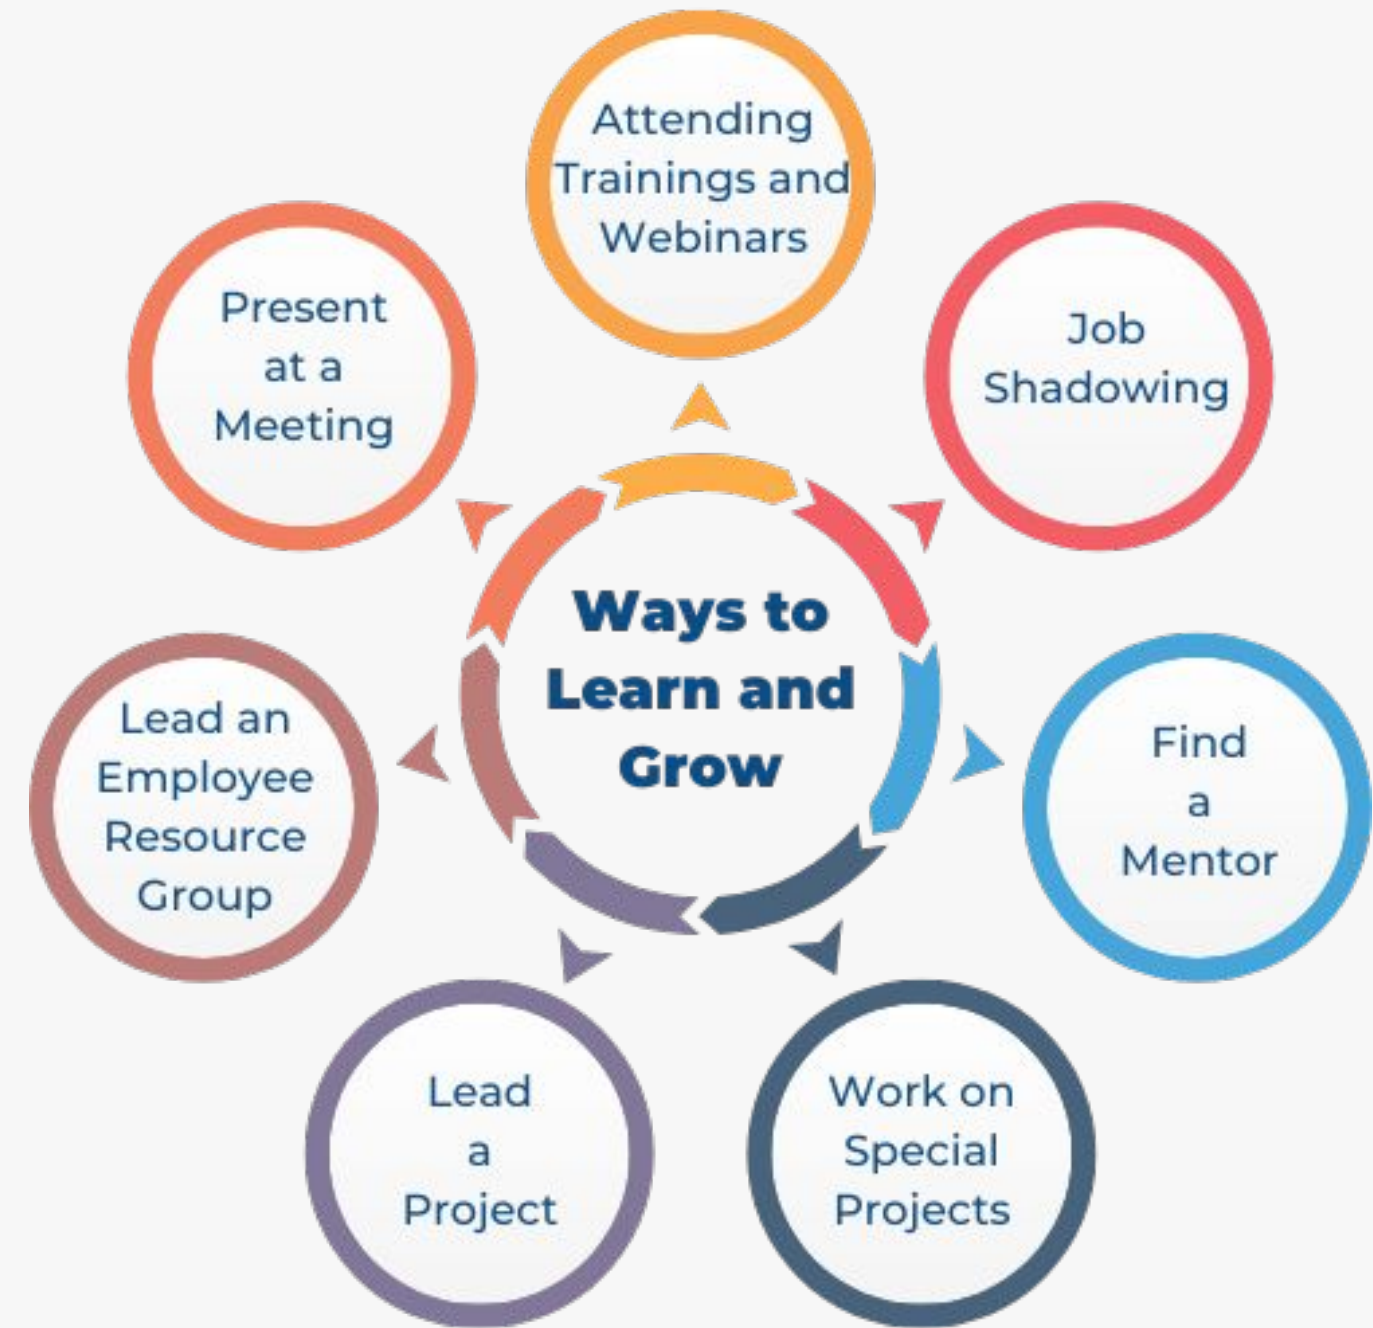 Attending
Trainings and
Webinars
Job
Shadowing
Find
a
Mentor
Work on
Special
Projects
Lead
a
Project
Lead an
Employee
Resource
Group
Present
at a
Meeting
Ways to
Learn and
Grow